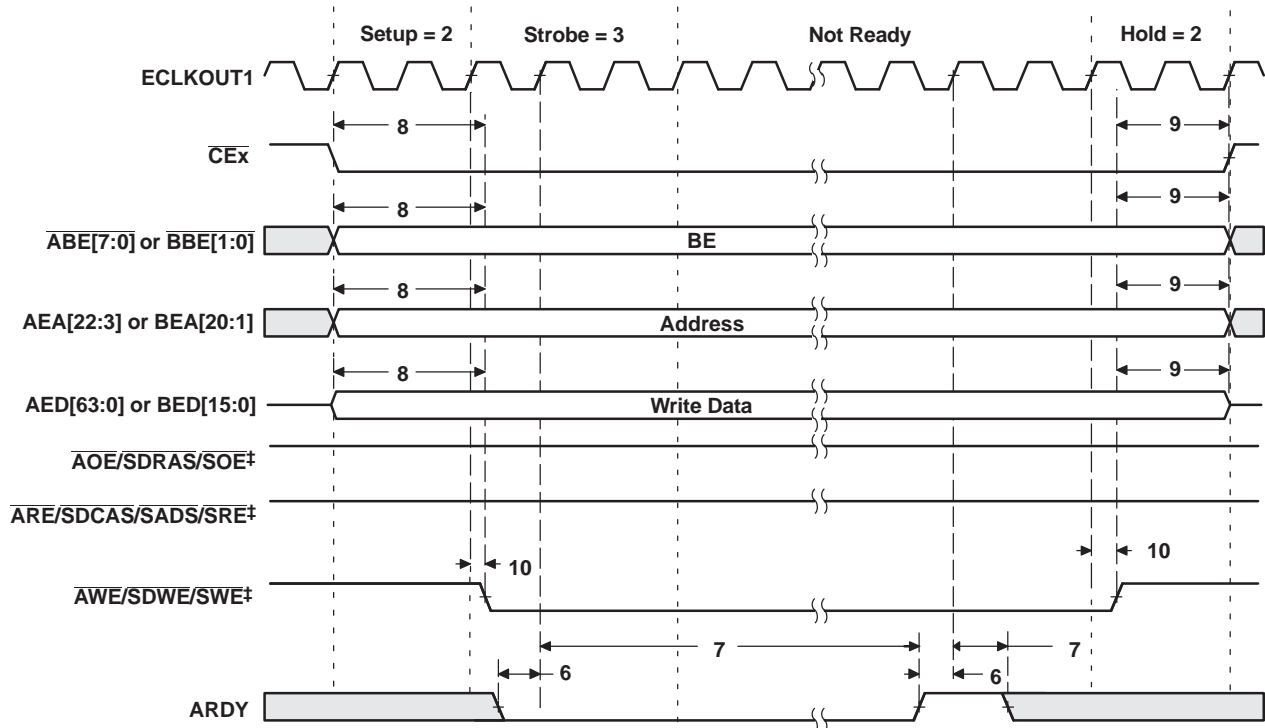 Setup = 2 Strobe = 3 Not Ready Hold = 2
ECLKOUT1
8 9
CEx
8 9
ABE[7:0] or BBE[1:0] BE
8 9
AEA[22:3] or BEA[20:1] Address
8 9
AED[63:0] or BED[15:0] Write Data
AOE/SDRAS/SOE‡
ARE/SDCAS/SADS/SRE‡
10 10
AWE/SDWE/SWE‡
7 7
6 6
ARDY